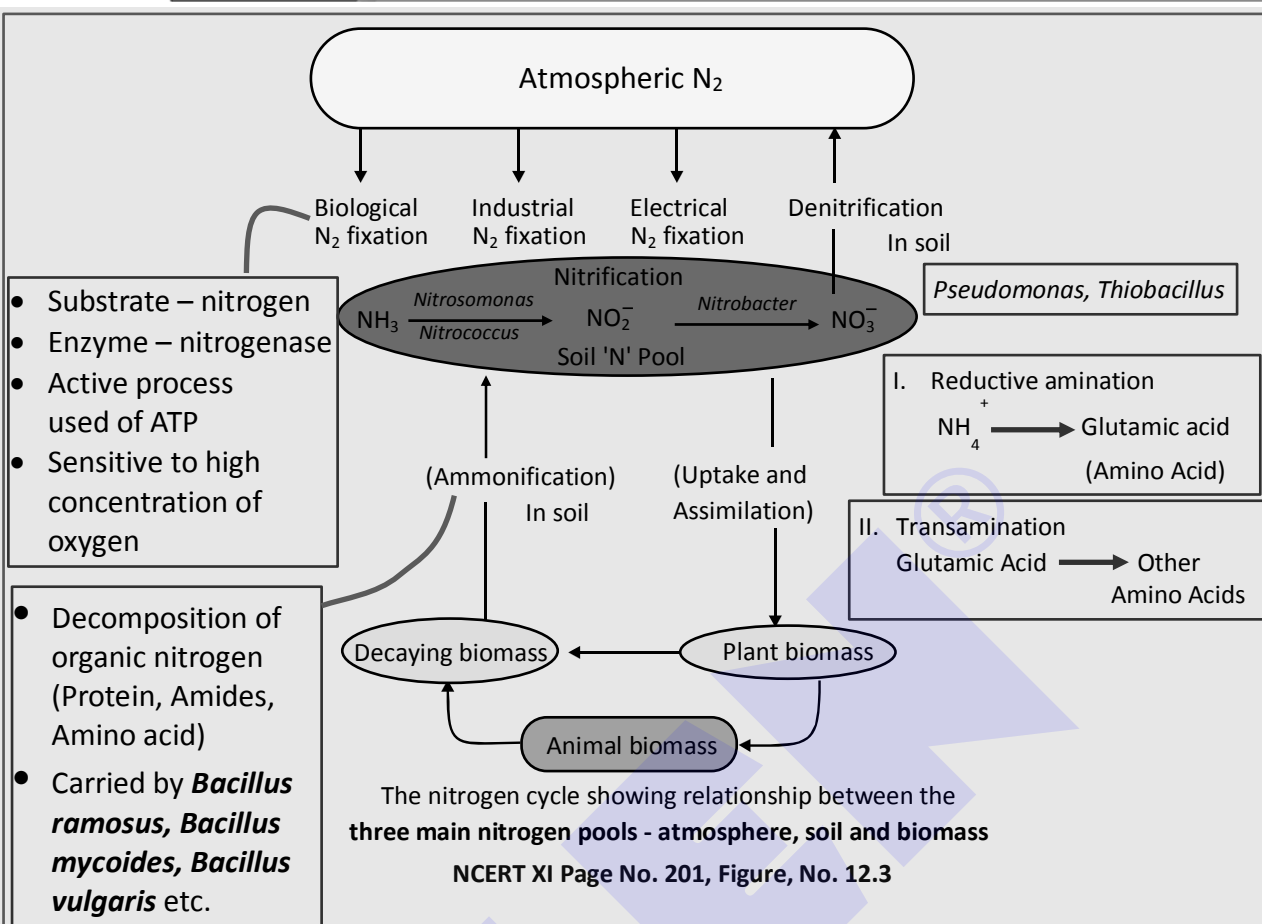 Atmospheric N₂
Biological
N₂ fixation
Industrial
N₂ fixation
Electrical
N₂ fixation
Denitrification
In soil
Pseudomonas, Thiobacillus
Nitrification
NH₃
Nitrosomonas
Nitrococcus
NO₂⁻
Nitrobacter
NO₃⁻
Soil 'N' Pool
• Substrate – nitrogen
• Enzyme – nitrogenase
• Active process
used of ATP
• Sensitive to high
concentration of
oxygen
I. Reductive amination
NH₄⁺ → Glutamic acid
(Amino Acid)
(Ammonification)
In soil
(Uptake and
Assimilation)
II. Transamination
Glutamic Acid → Other
Amino Acids
• Decomposition of
organic nitrogen
(Protein, Amides,
Amino acid)
• Carried by Bacillus
ramosus, Bacillus
mycoides, Bacillus
vulgaris etc.
Decaying biomass
Plant biomass
Animal biomass
The nitrogen cycle showing relationship between the
three main nitrogen pools - atmosphere, soil and biomass
NCERT XI Page No. 201, Figure, No. 12.3
®